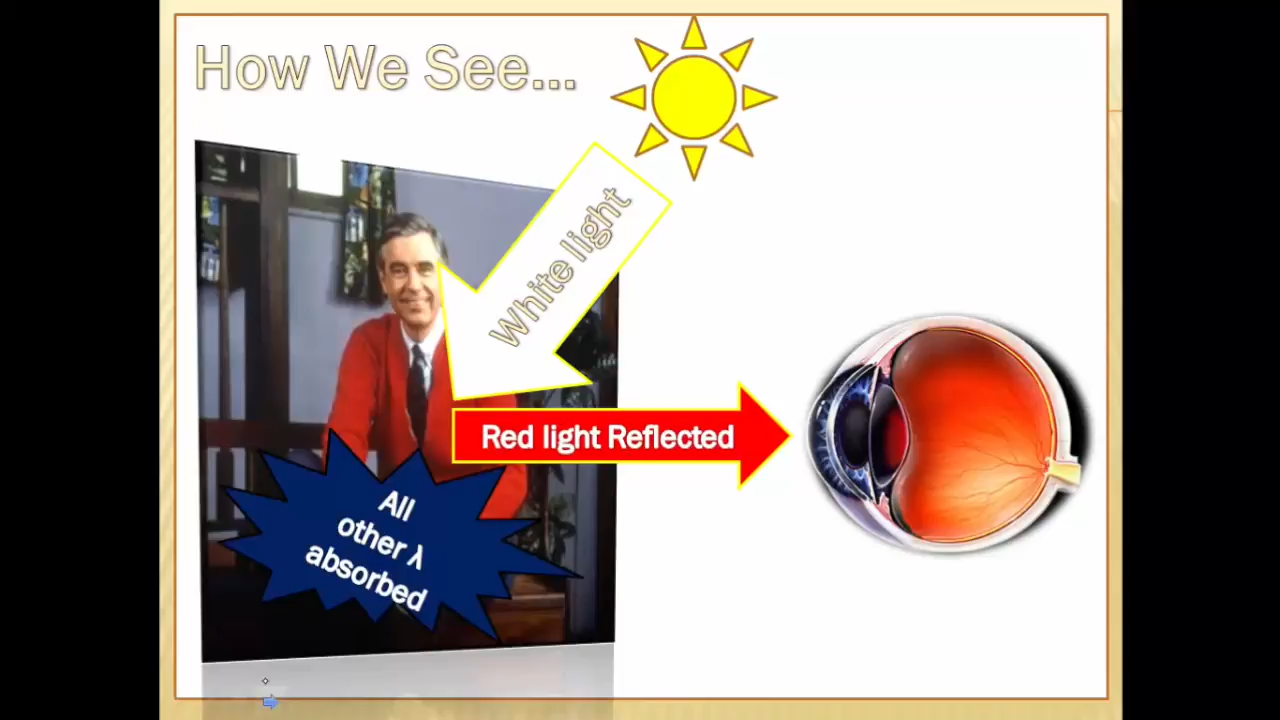 How We See...
White light
Red light Reflected
All
other λ
absorbed